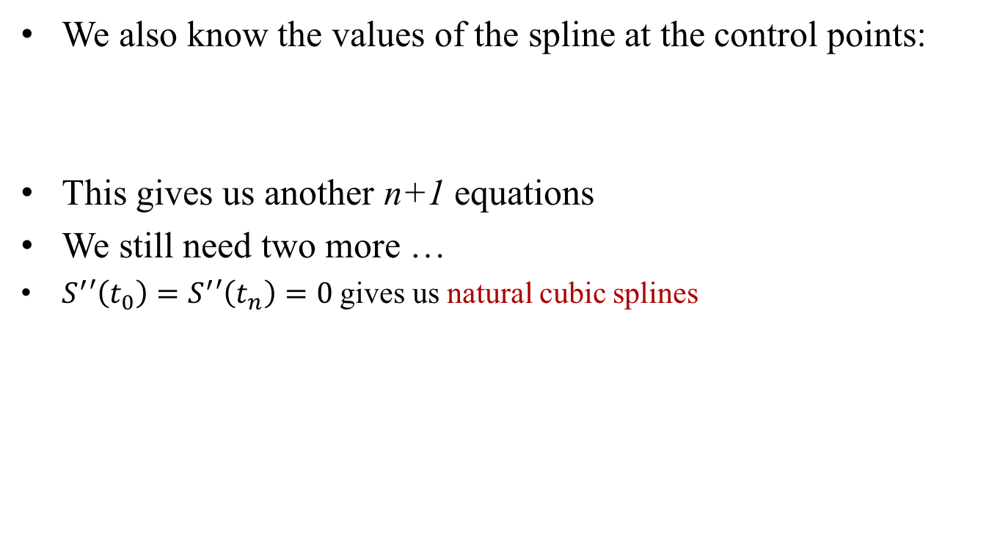 • We also know the values of the spline at the control points:
• This gives us another n+1 equations
• We still need two more …
• S′′(t₀) = S′′(tₙ) = 0 gives us natural cubic splines